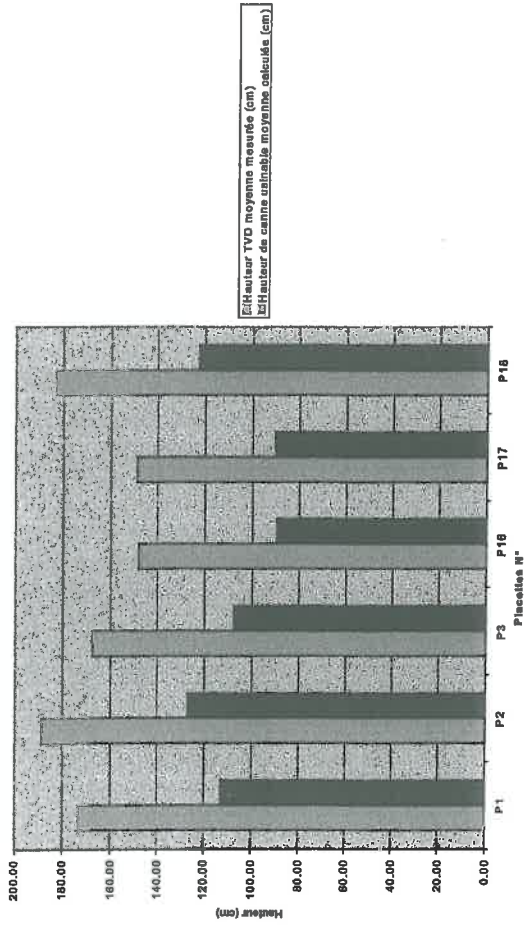 200.00
180.00
160.00
140.00
120.00
100.00
80.00
60.00
40.00
20.00
0.00
Hauteur (cm)
P1
P2
P3
P16
P17
P18
Placettes N°
Hauteur TVD moyenne mesurée (cm)
Hauteur de canne usinable moyenne calculée (cm)